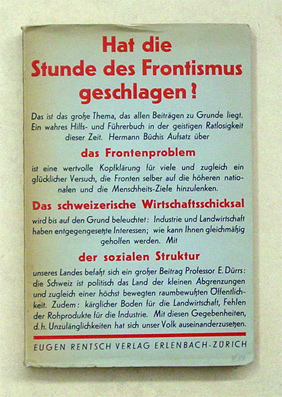 Hat die
Stunde des Frontismus
geschlagen?
Das ist das große Thema, das allen Beiträgen zu Grunde liegt.
Ein wahres Hilfs- und Führerbuch in der geistigen Ratlosigkeit
dieser Zeit. Hermann Büchis Aufsatz über
das Frontenproblem
ist eine wertvolle Kopfklärung für viele und zugleich ein
glücklicher Versuch, die Fronten selber auf die höheren natio-
nalen und die Menschheits-Ziele hinzulenken.
Das schweizerische Wirtschaftsschicksal
wird bis auf den Grund beleuchtet: Industrie und Landwirtschaft
haben entgegengesetzte Interessen; wie kann Ihnen gleichmäßig
geholfen werden. Mit
der sozialen Struktur
unseres Landes befaßt sich ein großer Beitrag Professor E. Dürrs:
die Schweiz ist politisch das Land der kleinen Abgrenzungen
und zugleich einer höchst bewegten raumbewußten Öffentlich-
keit. Zudem: kärglicher Boden für die Landwirtschaft, Fehlen
der Rohprodukte für die Industrie. Mit diesen Gegebenheiten,
d.h. Unzulänglichkeiten hat sich unser Volk auseinanderzusetzen.
EUGEN RENTSCH VERLAG ERLENBACH-ZÜRICH